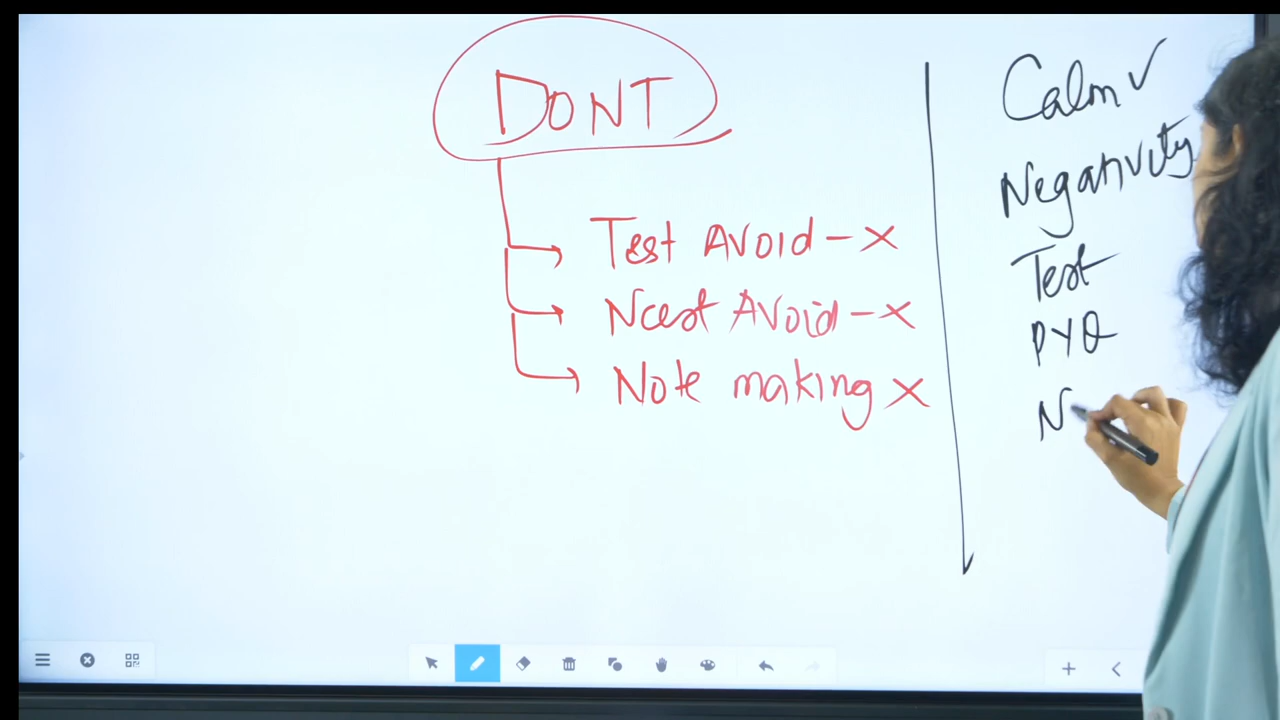 DONT
Test Avoid - X
Ncert Avoid - X
Note making X
Calm ✓
Negativity
Test
PYQ
N